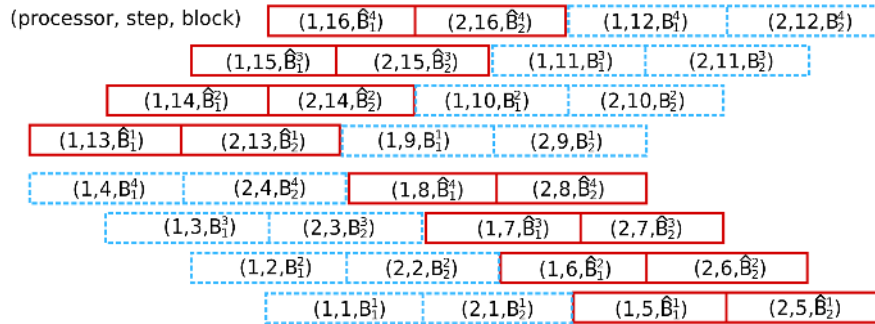 (processor, step, block) (1,16,B̂₁⁴) (2,16,B̂₂⁴) (1,12,B₁⁴) (2,12,B₂⁴)
(1,15,B̂₁³) (2,15,B̂₂³) (1,11,B₁³) (2,11,B₂³)
(1,14,B̂₁²) (2,14,B̂₂²) (1,10,B₁²) (2,10,B₂²)
(1,13,B̂₁¹) (2,13,B̂₂¹) (1,9,B₁¹) (2,9,B₂¹)
(1,4,B₁⁴) (2,4,B₂⁴) (1,8,B̂₁⁴) (2,8,B̂₂⁴)
(1,3,B₁³) (2,3,B₂³) (1,7,B̂₁³) (2,7,B̂₂³)
(1,2,B₁²) (2,2,B₂²) (1,6,B̂₁²) (2,6,B̂₂²)
(1,1,B₁¹) (2,1,B₂¹) (1,5,B̂₁¹) (2,5,B̂₂¹)